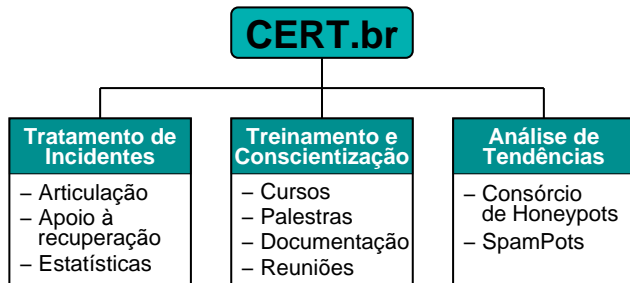 CERT.br
Tratamento de
Incidentes
– Articulação
– Apoio à
recuperação
– Estatísticas
Treinamento e
Conscientização
– Cursos
– Palestras
– Documentação
– Reuniões
Análise de
Tendências
– Consórcio
de Honeypots
– SpamPots